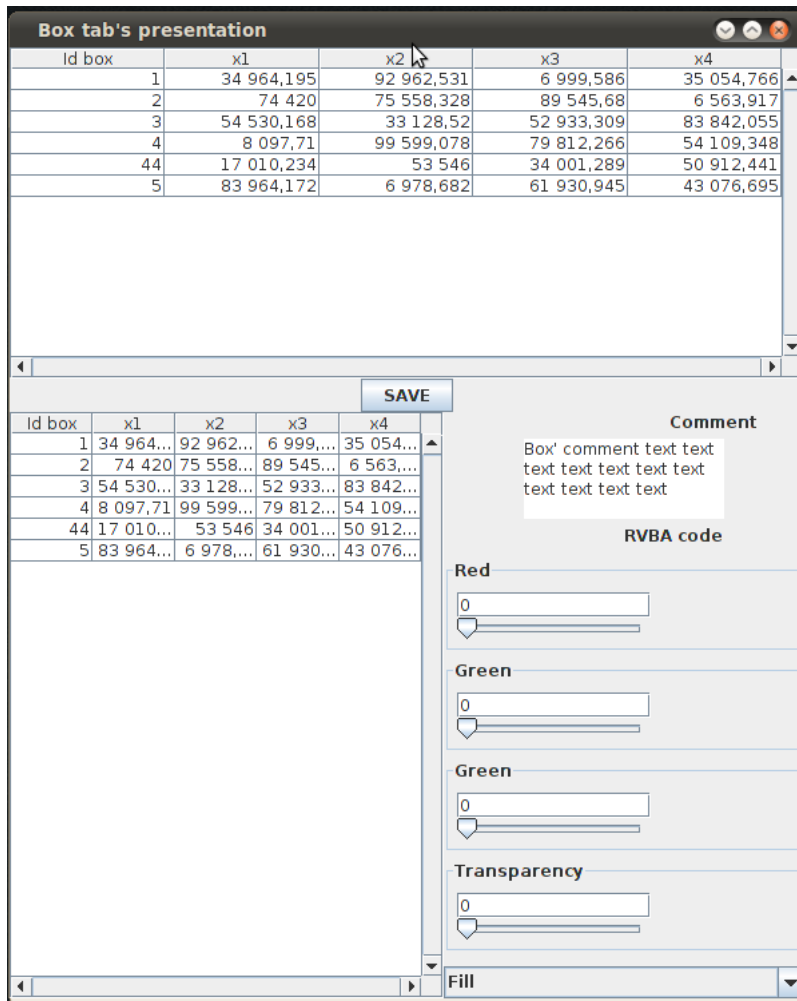 Box tab's presentation
Id box x1 x2 x3 x4
1 34 964,195 92 962,531 6 999,586 35 054,766
2 74 420 75 558,328 89 545,68 6 563,917
3 54 530,168 33 128,52 52 933,309 83 842,055
4 8 097,71 99 599,078 79 812,266 54 109,348
44 17 010,234 53 546 34 001,289 50 912,441
5 83 964,172 6 978,682 61 930,945 43 076,695
SAVE
Id box x1 x2 x3 x4
1 34 964... 92 962... 6 999,... 35 054...
2 74 420 75 558... 89 545... 6 563,...
3 54 530... 33 128... 52 933... 83 842...
4 8 097,71 99 599... 79 812... 54 109...
44 17 010... 53 546 34 001... 50 912...
5 83 964... 6 978,... 61 930... 43 076...
Comment
Box' comment text text
text text text text text
text text text text
RVBA code
Red
0
Green
0
Green
0
Transparency
0
Fill